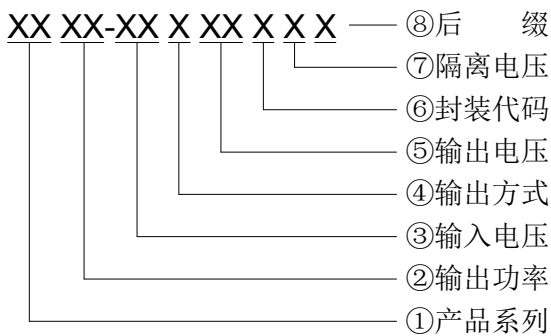 XX XX-XX X XX X X X
⑧后 缀
⑦隔离电压
⑥封装代码
⑤输出电压
④输出方式
③输入电压
②输出功率
①产品系列